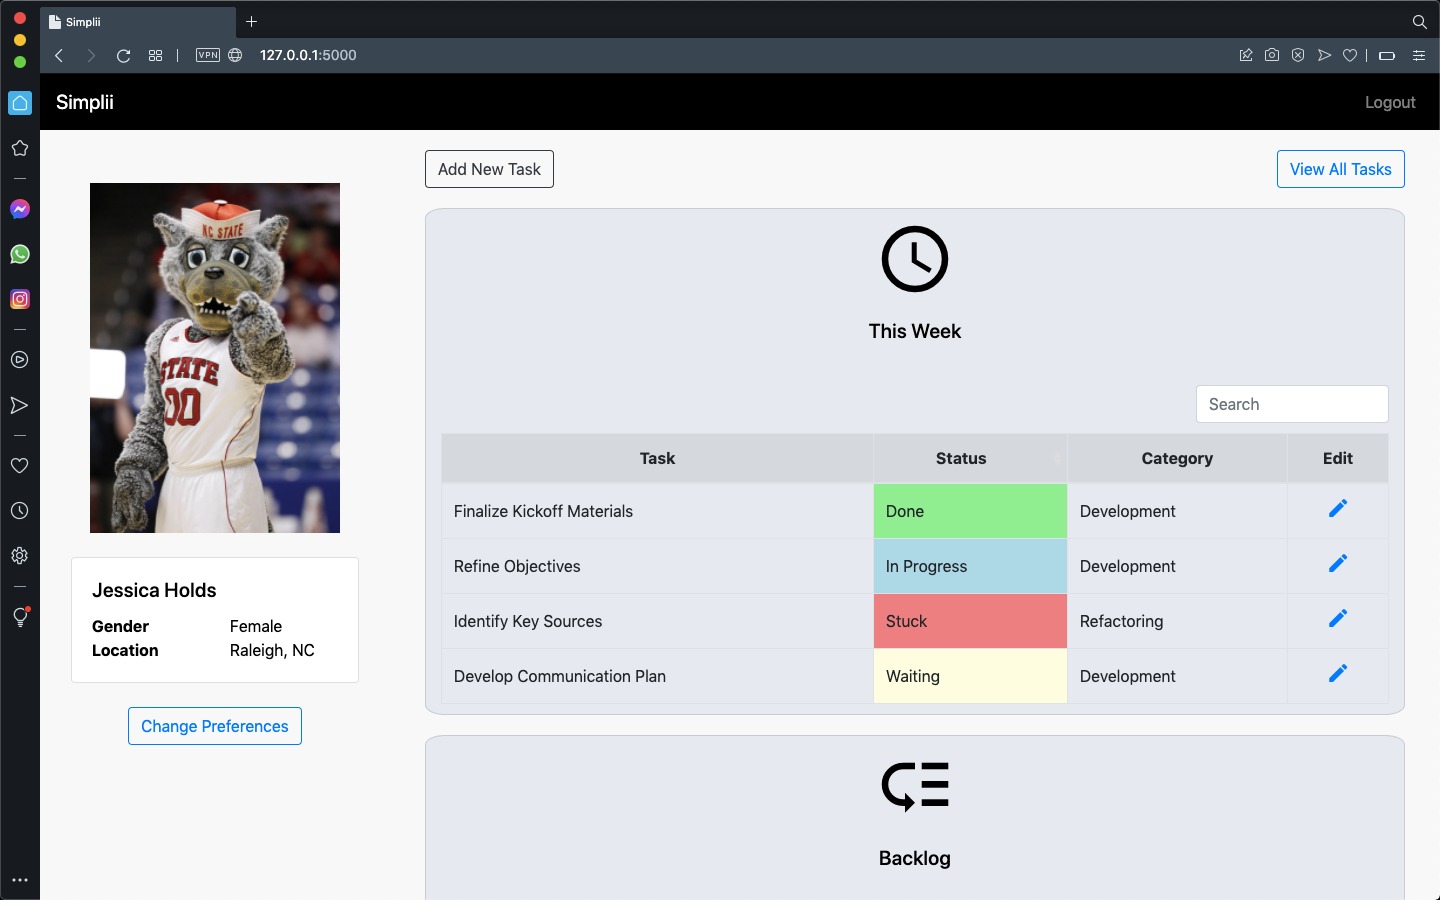 Simplii
VPN
127.0.0.1:5000
Simplii
Logout
Add New Task
View All Tasks
NC STATE
STATE
00
Jessica Holds
Gender Female
Location Raleigh, NC
Change Preferences
This Week
Search
Task Status Category Edit
Finalize Kickoff Materials Done Development
Refine Objectives In Progress Development
Identify Key Sources Stuck Refactoring
Develop Communication Plan Waiting Development
Backlog